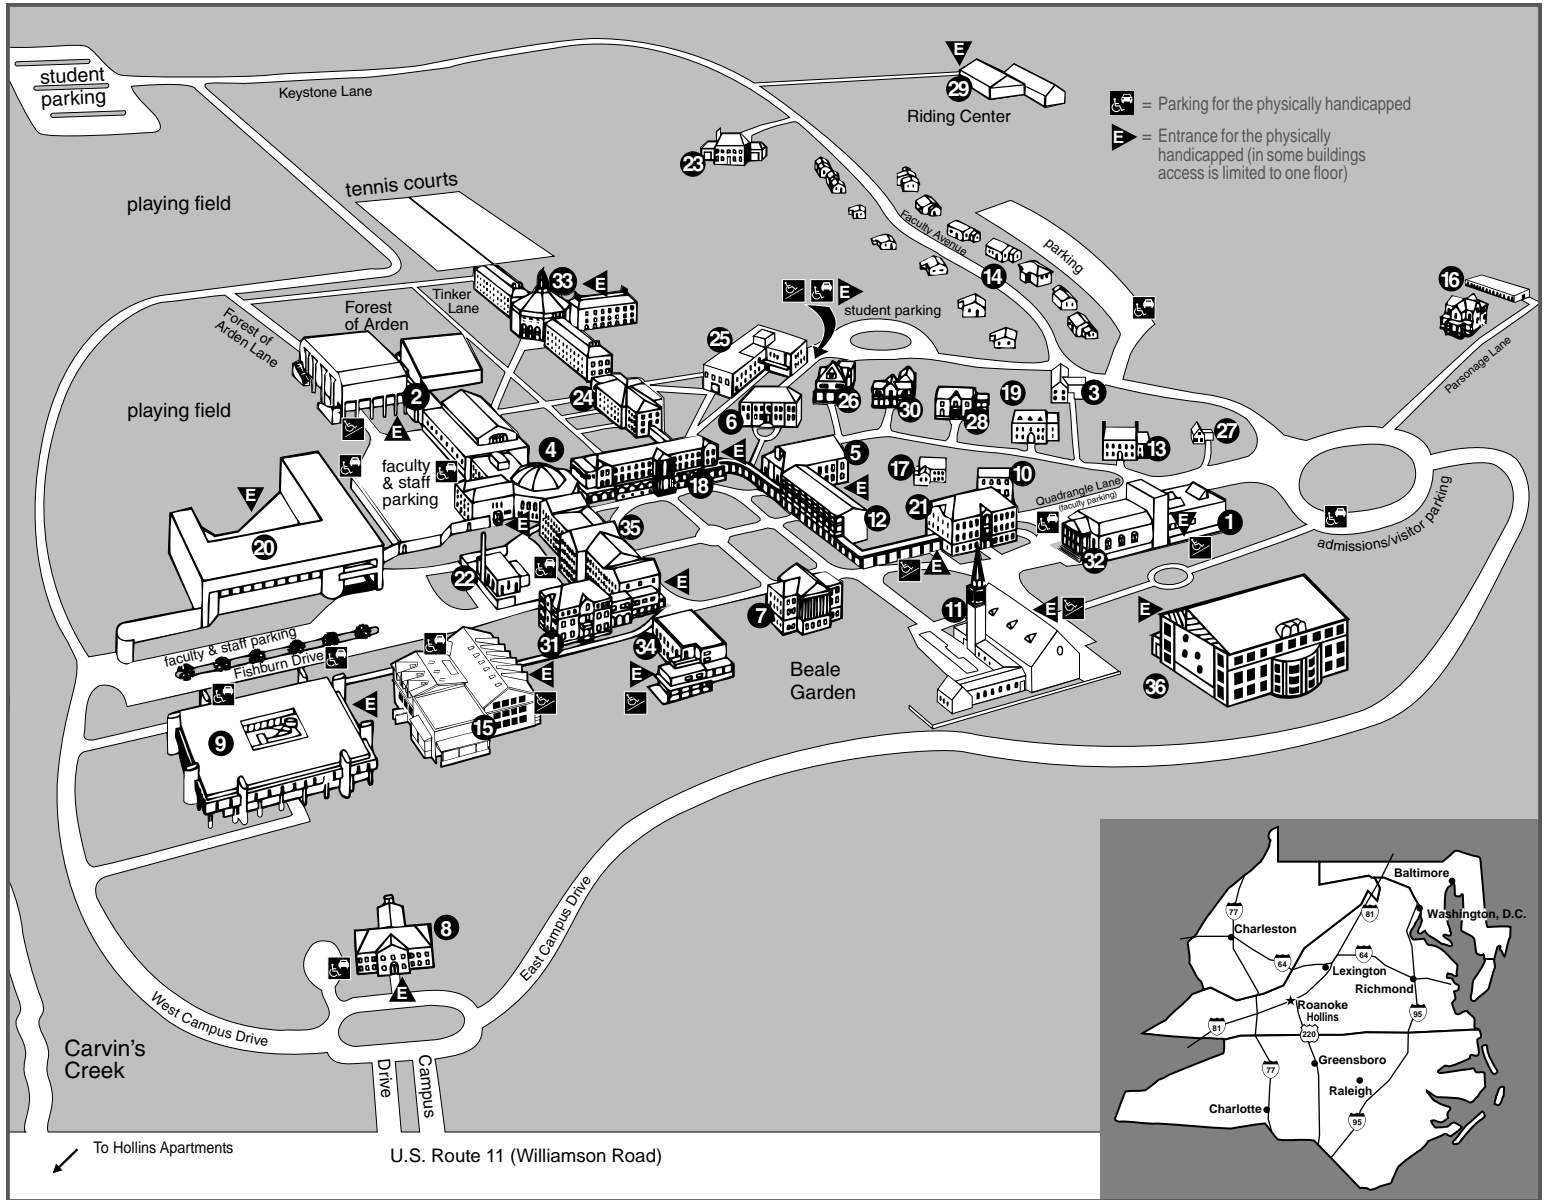 student
parking
Keystone Lane
E
29
Riding Center
= Parking for the physically handicapped
E = Entrance for the physically
handicapped (in some buildings
access is limited to one floor)
23
tennis courts
playing field
Faculty Avenue
parking
14
16
33
E
Tinker
Lane
Forest
of Arden
Forest of
Arden Lane
E
student parking
Parsonage Lane
25
playing field
2
E
24
6
26
30
28
19
3
13
27
4
E
5
17
10
faculty
& staff
parking
E
18
E
12
21
Quadrangle Lane
(faculty parking)
E
1
32
admissions/visitor parking
20
E
35
22
E
E
7
11
E
E
36
31
34
faculty & staff parking
Fishburn Drive
E
E
Beale
Garden
9
E
15
8
E
East Campus Drive
West Campus Drive
Carvin's
Creek
Drive
Campus
To Hollins Apartments
U.S. Route 11 (Williamson Road)
Baltimore
77
81
Washington, D.C.
Charleston
64
64
Lexington
Richmond
Roanoke
Hollins
81
95
220
Greensboro
77
Raleigh
Charlotte
95